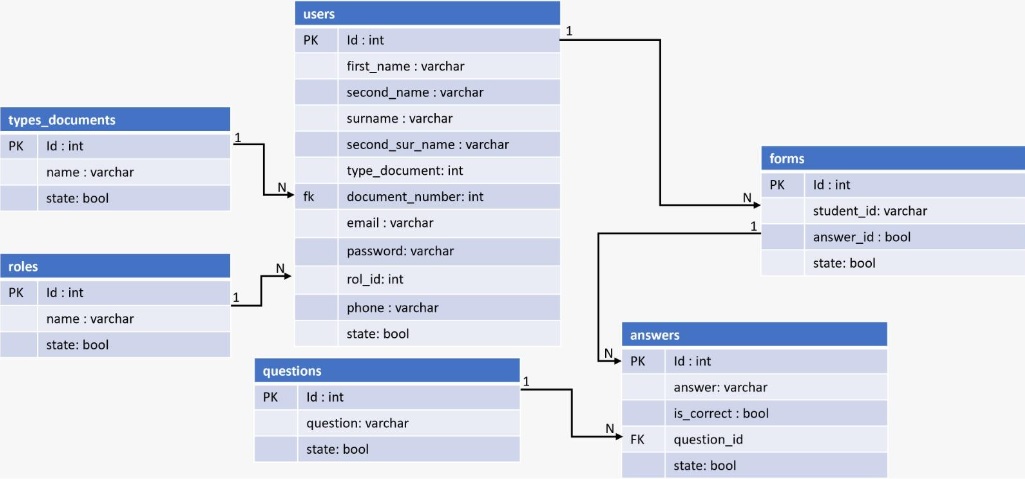 users
PK Id : int
first_name : varchar
second_name : varchar
surname : varchar
second_sur_name : varchar
type_document: int
fk document_number: int
email : varchar
password: varchar
rol_id: int
phone : varchar
state: bool
types_documents
PK Id : int
name : varchar
state: bool
1
N
roles
PK Id : int
name : varchar
state: bool
1
N
1
N
forms
PK Id : int
student_id: varchar
answer_id : bool
state: bool
1
N
questions
PK Id : int
question: varchar
state: bool
1
N
answers
PK Id : int
answer: varchar
is_correct : bool
FK question_id
state: bool